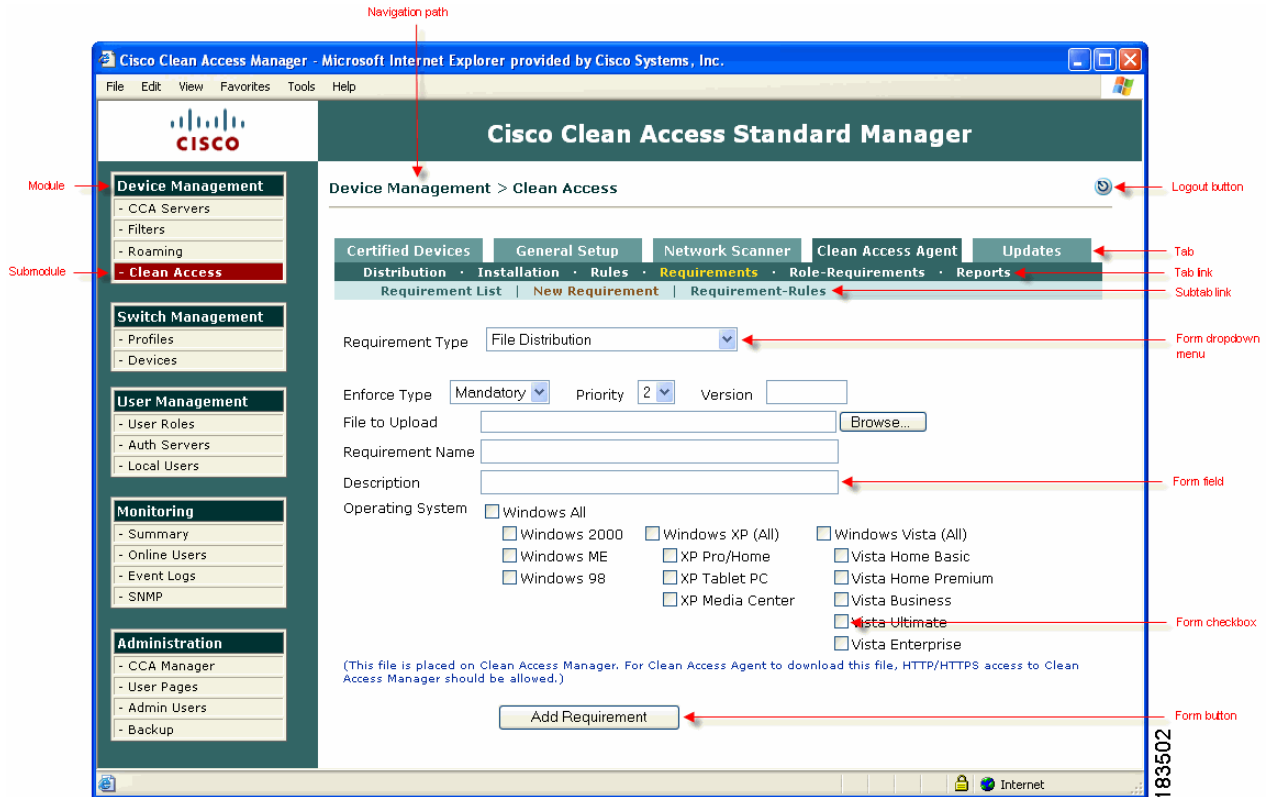 Navigation path
Cisco Clean Access Manager - Microsoft Internet Explorer provided by Cisco Systems, Inc.
File Edit View Favorites Tools Help
CISCO
Cisco Clean Access Standard Manager
Module
Device Management
- CCA Servers
- Filters
- Roaming
Submodule
- Clean Access
Switch Management
- Profiles
- Devices
User Management
- User Roles
- Auth Servers
- Local Users
Monitoring
- Summary
- Online Users
- Event Logs
- SNMP
Administration
- CCA Manager
- User Pages
- Admin Users
- Backup
Device Management > Clean Access
Logout button
Certified Devices General Setup Network Scanner Clean Access Agent Updates
Tab
Distribution · Installation · Rules · Requirements · Role-Requirements · Reports
Tab link
Requirement List | New Requirement | Requirement-Rules
Subtab link
Requirement Type File Distribution
Form dropdown
menu
Enforce Type Mandatory Priority 2 Version
File to Upload Browse...
Requirement Name
Description
Form field
Operating System Windows All
Windows 2000 Windows XP (All) Windows Vista (All)
Windows ME XP Pro/Home Vista Home Basic
Windows 98 XP Tablet PC Vista Home Premium
XP Media Center Vista Business
Vista Ultimate
Form checkbox
Vista Enterprise
(This file is placed on Clean Access Manager. For Clean Access Agent to download this file, HTTP/HTTPS access to Clean
Access Manager should be allowed.)
Add Requirement
Form button
183502
Internet